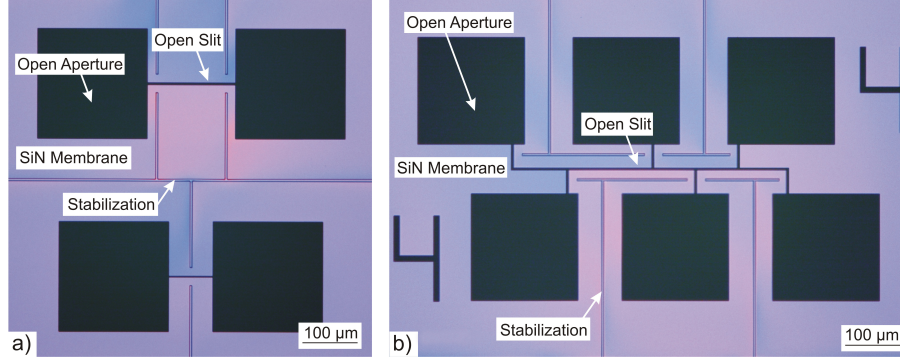 Open Slit
Open Aperture
SiN Membrane
Stabilization
a)
100 µm
Open Aperture
Open Slit
SiN Membrane
Stabilization
b)
100 µm